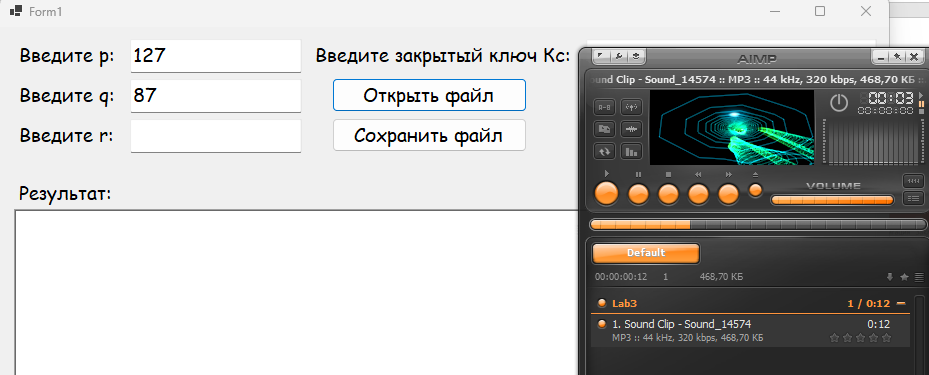 Form1
Введите p: 127
Введите закрытый ключ Кс:
Введите q: 87
Открыть файл
Введите r:
Сохранить файл
Результат:
AIMP
und Clip - Sound_14574 :: MP3 :: 44 kHz, 320 kbps, 468,70 КБ ::
00:03
00:00:00
VOLUME
Default
00:00:00:12 1 468,70 КБ
Lab3 1 / 0:12
1. Sound Clip - Sound_14574 0:12
MP3 :: 44 kHz, 320 kbps, 468,70 КБ